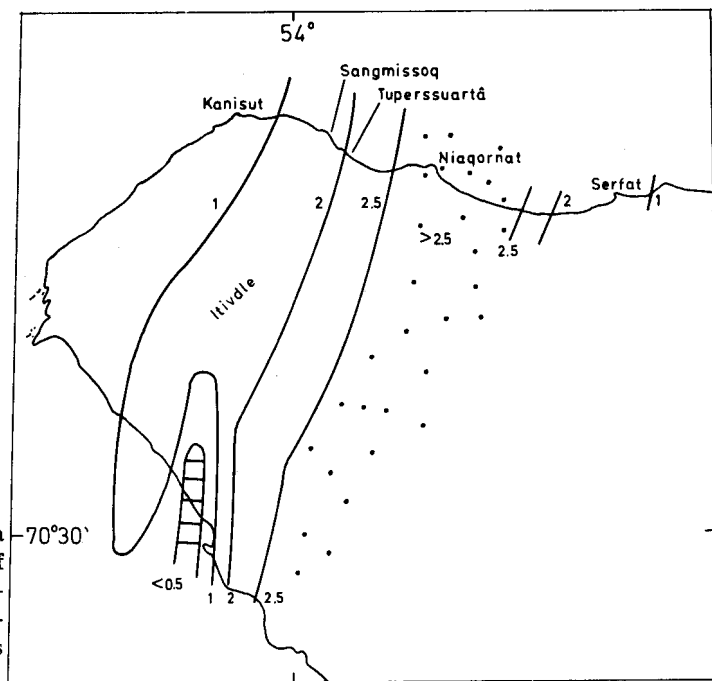 54°
Sangmissoq
Tuperssuartâ
Kanisut
Niaqornat
Serfat
1
2
2.5
>2.5
2.5
2
1
Itivdle
70°30'
<0.5
1
2
2.5